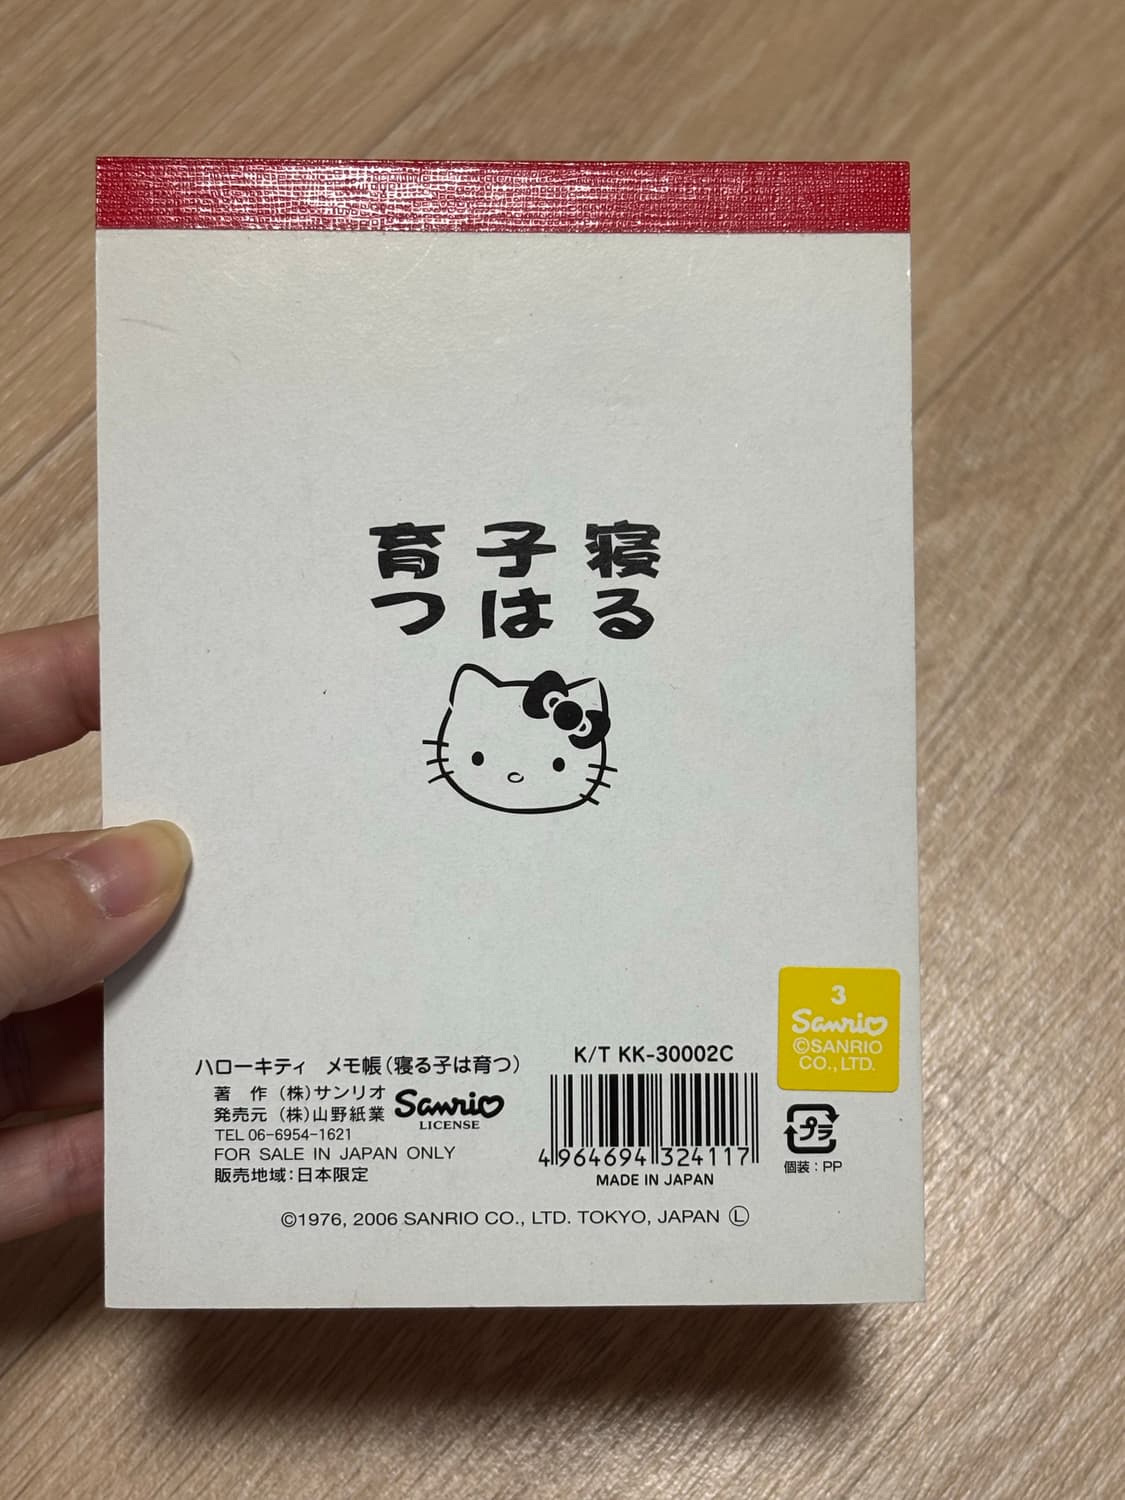 寝る
子は
育つ
ハローキティ メモ帳(寝る子は育つ)
著 作 (株)サンリオ
発売元 (株)山野紙業
Sanrio
LICENSE
TEL 06-6954-1621
FOR SALE IN JAPAN ONLY
販売地域:日本限定
K/T KK-30002C
4964694324117
MADE IN JAPAN
3
Sanrio
©SANRIO
CO.,LTD.
プラ
個装:PP
©1976, 2006 SANRIO CO., LTD. TOKYO, JAPAN Ⓛ